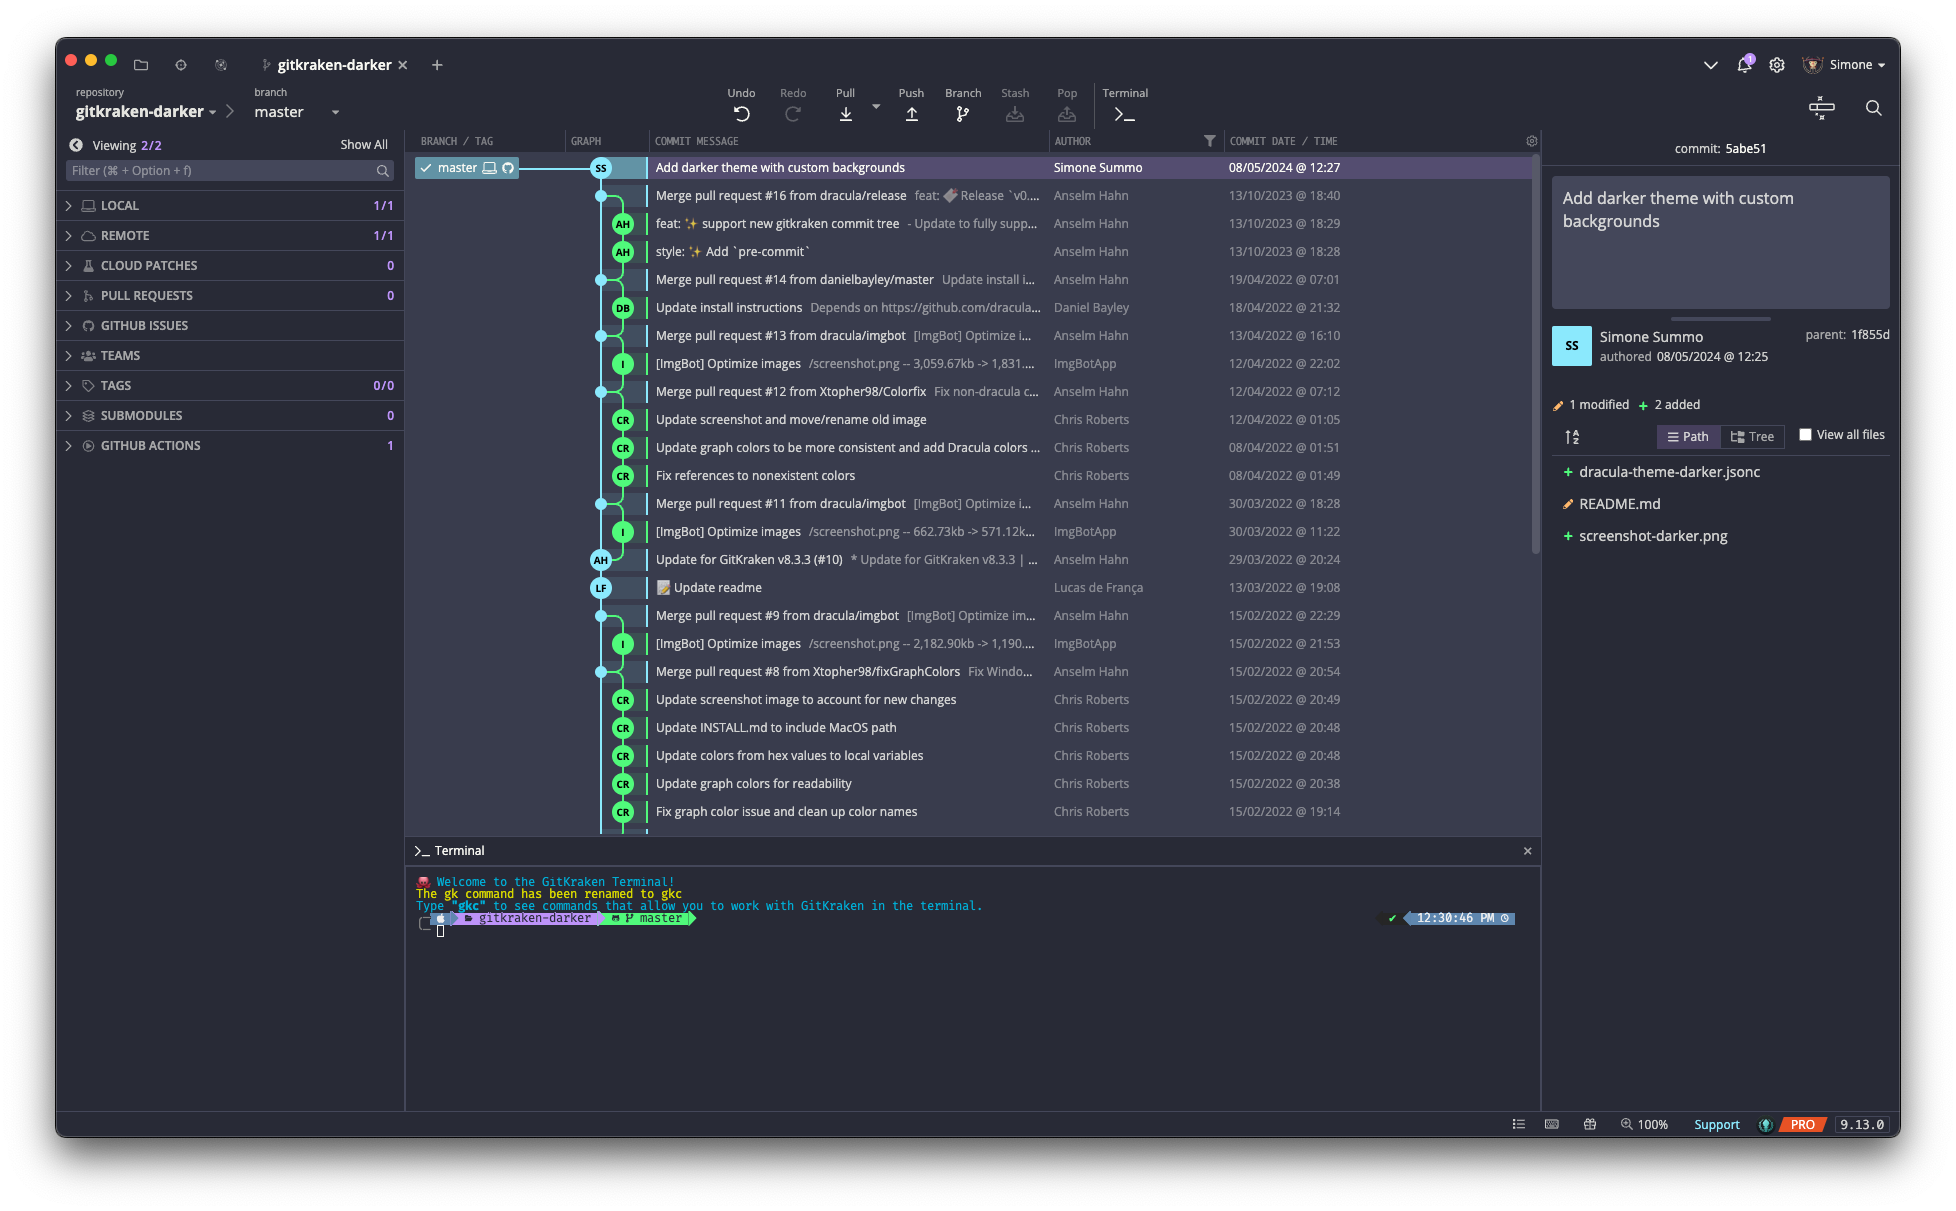 gitkraken-darker
1
Simone
repository
gitkraken-darker
branch
master
Undo
Redo
Pull
Push
Branch
Stash
Pop
Terminal
Viewing 2/2
Show All
Filter (⌘ + Option + f)
LOCAL 1/1
REMOTE 1/1
CLOUD PATCHES 0
PULL REQUESTS 0
GITHUB ISSUES
TEAMS
TAGS 0/0
SUBMODULES 0
GITHUB ACTIONS 1
BRANCH / TAG GRAPH COMMIT MESSAGE AUTHOR COMMIT DATE / TIME
master SS Add darker theme with custom backgrounds Simone Summo 08/05/2024 @ 12:27
Merge pull request #16 from dracula/release feat: 🏷️ Release `v0.... Anselm Hahn 13/10/2023 @ 18:40
AH feat: ✨ support new gitkraken commit tree - Update to fully supp... Anselm Hahn 13/10/2023 @ 18:29
AH style: ✨ Add `pre-commit` Anselm Hahn 13/10/2023 @ 18:28
Merge pull request #14 from danielbayley/master Update install i... Anselm Hahn 19/04/2022 @ 07:01
DB Update install instructions Depends on https://github.com/dracula... Daniel Bayley 18/04/2022 @ 21:32
Merge pull request #13 from dracula/imgbot [ImgBot] Optimize i... Anselm Hahn 13/04/2022 @ 16:10
I [ImgBot] Optimize images /screenshot.png -- 3,059.67kb -> 1,831.... ImgBotApp 12/04/2022 @ 22:02
Merge pull request #12 from Xtopher98/Colorfix Fix non-dracula c... Anselm Hahn 12/04/2022 @ 07:12
CR Update screenshot and move/rename old image Chris Roberts 12/04/2022 @ 01:05
CR Update graph colors to be more consistent and add Dracula colors ... Chris Roberts 08/04/2022 @ 01:51
CR Fix references to nonexistent colors Chris Roberts 08/04/2022 @ 01:49
Merge pull request #11 from dracula/imgbot [ImgBot] Optimize i... Anselm Hahn 30/03/2022 @ 18:28
I [ImgBot] Optimize images /screenshot.png -- 662.73kb -> 571.12k... ImgBotApp 30/03/2022 @ 11:22
AH Update for GitKraken v8.3.3 (#10) * Update for GitKraken v8.3.3 | ... Anselm Hahn 29/03/2022 @ 20:24
LF 📝 Update readme Lucas de França 13/03/2022 @ 19:08
Merge pull request #9 from dracula/imgbot [ImgBot] Optimize im... Anselm Hahn 15/02/2022 @ 22:29
I [ImgBot] Optimize images /screenshot.png -- 2,182.90kb -> 1,190.... ImgBotApp 15/02/2022 @ 21:53
Merge pull request #8 from Xtopher98/fixGraphColors Fix Windo... Anselm Hahn 15/02/2022 @ 20:54
CR Update screenshot image to account for new changes Chris Roberts 15/02/2022 @ 20:49
CR Update INSTALL.md to include MacOS path Chris Roberts 15/02/2022 @ 20:48
CR Update colors from hex values to local variables Chris Roberts 15/02/2022 @ 20:48
CR Update graph colors for readability Chris Roberts 15/02/2022 @ 20:38
CR Fix graph color issue and clean up color names Chris Roberts 15/02/2022 @ 19:14
>_ Terminal
Welcome to the GitKraken Terminal!
The gk command has been renamed to gkc
Type "gkc" to see commands that allow you to work with GitKraken in the terminal.
gitkraken-darker master ✔ 12:30:46 PM
commit: 5abe51
Add darker theme with custom
backgrounds
SS
Simone Summo
authored 08/05/2024 @ 12:25
parent: 1f855d
1 modified + 2 added
Path
Tree
View all files
+ dracula-theme-darker.jsonc
README.md
+ screenshot-darker.png
100%
Support
PRO
9.13.0